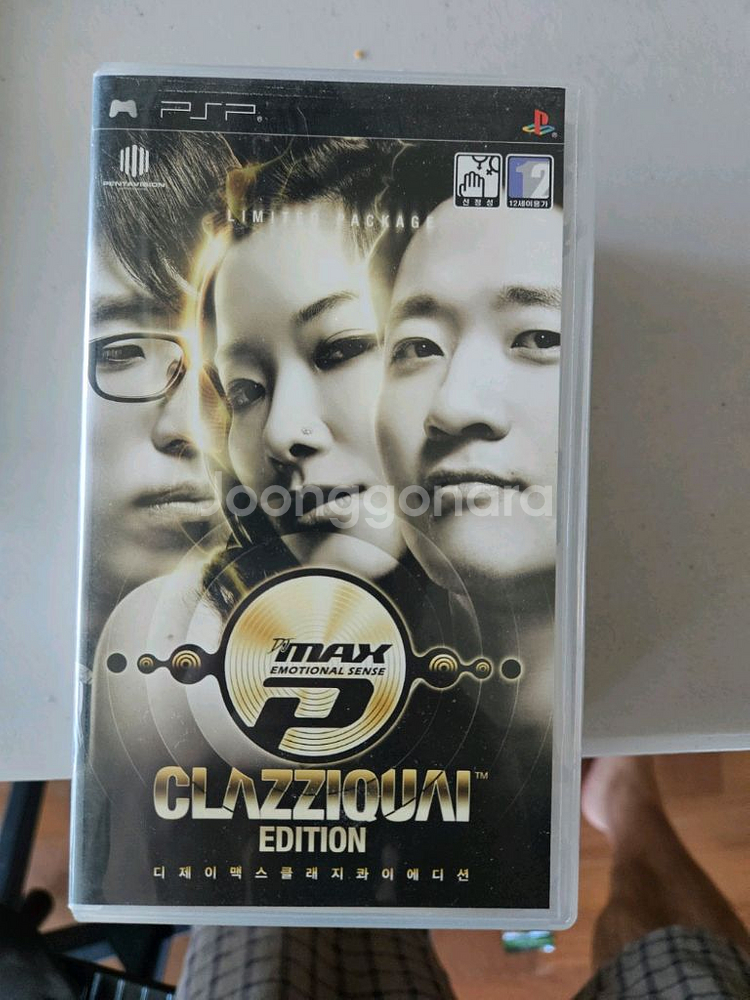 PSP
PENTAVISION
선정성
12
12세이용가
LIMITED PACKAGE
Joonggonara
DJ MAX
EMOTIONAL SENSE
P
CLAZZIQUAI™
EDITION
디제이맥스클래지콰이에디션